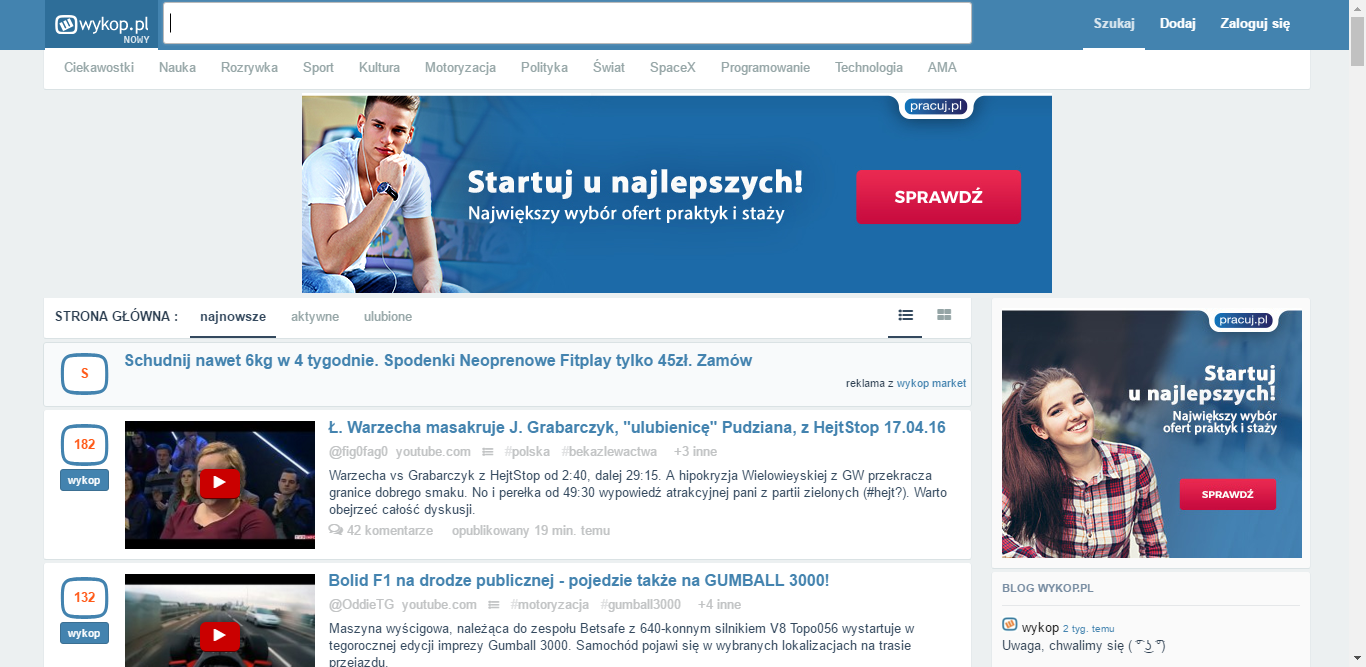 wykop.pl
NOWY
Szukaj Dodaj Zaloguj się
Ciekawostki Nauka Rozrywka Sport Kultura Motoryzacja Polityka Świat SpaceX Programowanie Technologia AMA
pracuj.pl
Startuj u najlepszych!
Największy wybór ofert praktyk i staży
SPRAWDŹ
STRONA GŁÓWNA : najnowsze aktywne ulubione
S
Schudnij nawet 6kg w 4 tygodnie. Spodenki Neoprenowe Fitplay tylko 45zł. Zamów
reklama z wykop market
182
wykop
Ł. Warzecha masakruje J. Grabarczyk, "ulubienicę" Pudziana, z HejtStop 17.04.16
@fig0fag0 youtube.com #polska #bekazlewactwa +3 inne
Warzecha vs Grabarczyk z HejtStop od 2:40, dalej 29:15. A hipokryzja Wielowieyskiej z GW przekracza
granice dobrego smaku. No i perełka od 49:30 wypowiedź atrakcyjnej pani z partii zielonych (#hejt?). Warto
obejrzeć całość dyskusji.
42 komentarze opublikowany 19 min. temu
132
wykop
Bolid F1 na drodze publicznej - pojedzie także na GUMBALL 3000!
@OddieTG youtube.com #motoryzacja #gumball3000 +4 inne
Maszyna wyścigowa, należąca do zespołu Betsafe z 640-konnym silnikiem V8 Topo056 wystartuje w
tegorocznej edycji imprezy Gumball 3000. Samochód pojawi się w wybranych lokalizacjach na trasie
przejazdu.
pracuj.pl
Startuj
u najlepszych!
Największy wybór
ofert praktyk i staży
SPRAWDŹ
BLOG WYKOP.PL
wykop 2 tyg. temu
Uwaga, chwalimy się ( ͡° ͜ʖ ͡°)